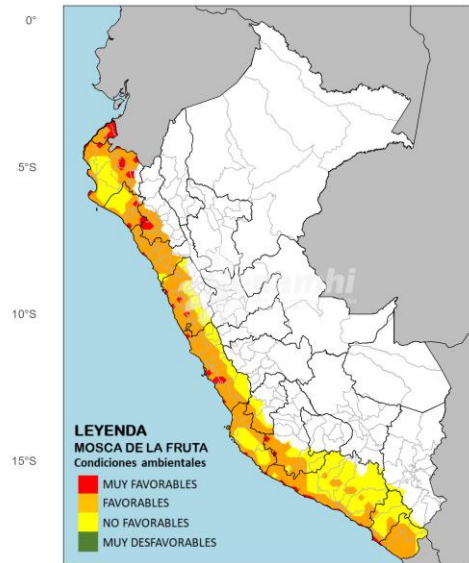 0°
5°S
10°S
15°S
LEYENDA
MOSCA DE LA FRUTA
Condiciones ambientales
MUY FAVORABLES
FAVORABLES
NO FAVORABLES
MUY DESFAVORABLES